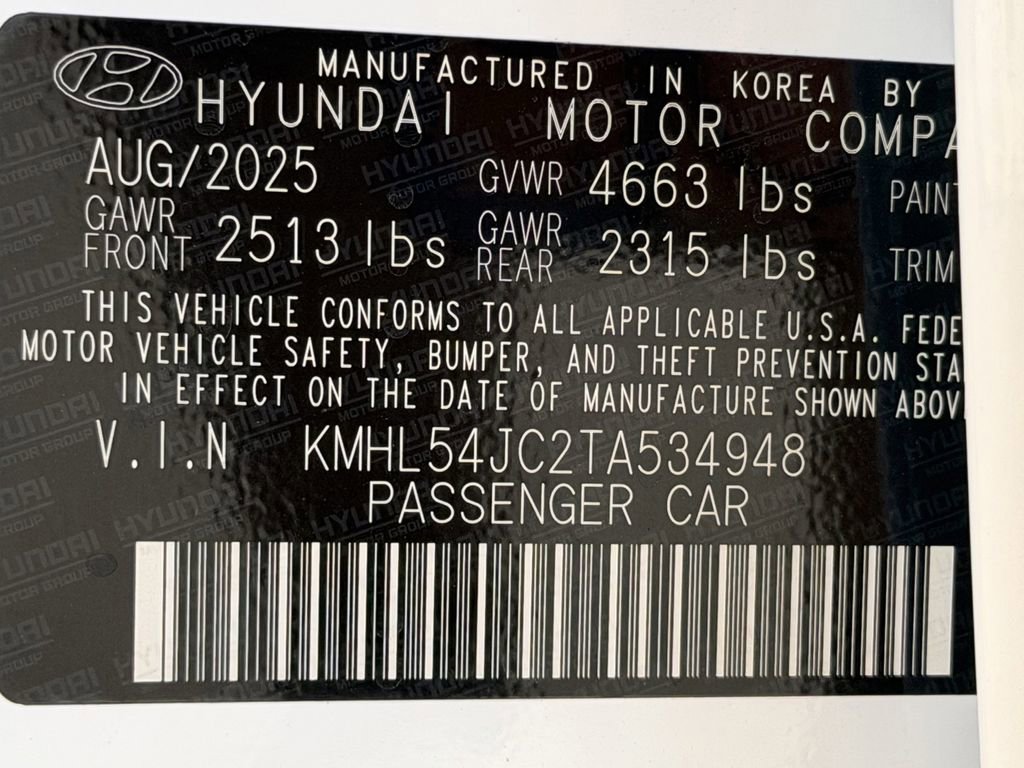 MANUFACTURED IN KOREA BY
HYUNDAI MOTOR COMPA
AUG/2025 GVWR 4663 lbs PAINT
GAWR FRONT 2513 lbs GAWR REAR 2315 lbs TRIM
THIS VEHICLE CONFORMS TO ALL APPLICABLE U.S.A. FEDE
MOTOR VEHICLE SAFETY, BUMPER, AND THEFT PREVENTION STA
IN EFFECT ON THE DATE OF MANUFACTURE SHOWN ABOV
V.I.N KMHL54JC2TA534948
PASSENGER CAR